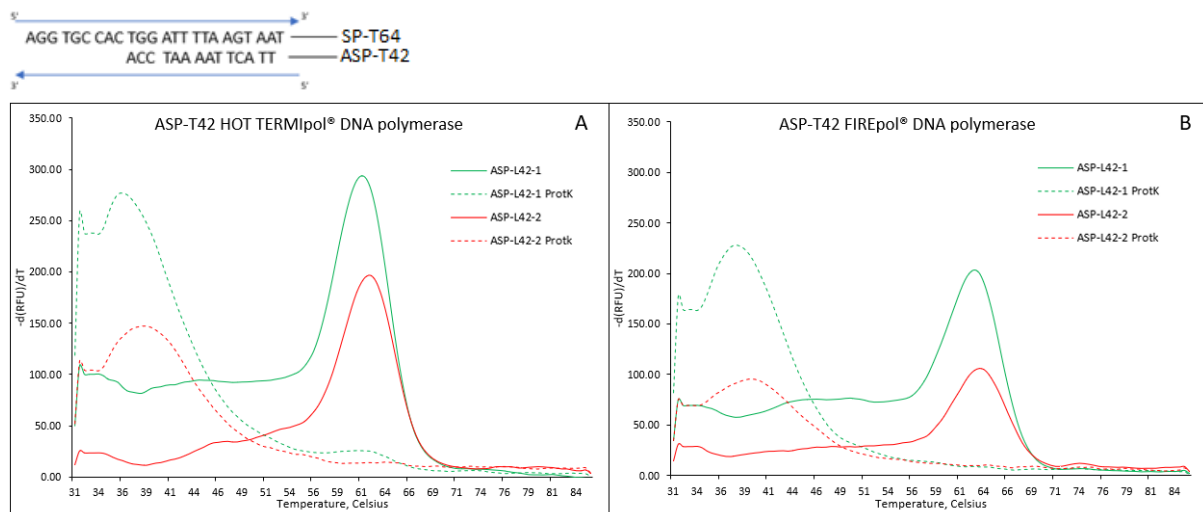 5' 3'
AGG TGC CAC TGG ATT TTA AGT AAT SP-T64
ACC TAA AAT TCA TT ASP-T42
3' 5'
ASP-T42 HOT TERMIpol® DNA polymerase A
350.00
300.00
250.00
200.00
150.00
100.00
50.00
0.00
-d(RFU)/dT
ASP-L42-1
ASP-L42-1 ProtK
ASP-L42-2
ASP-L42-2 Protk
31 34 36 39 41 44 46 49 51 54 56 59 61 64 66 69 71 74 76 79 81 84
Temperature, Celsius
ASP-T42 FIREpol® DNA polymerase B
350.00
300.00
250.00
200.00
150.00
100.00
50.00
0.00
-d(RFU)/dT
ASP-L42-1
ASP-L42-1 ProtK
ASP-L42-2
ASP-L42-2 Protk
31 34 36 39 41 44 46 49 51 54 56 59 61 64 66 69 71 74 76 79 81 84
Temperature, Celsius